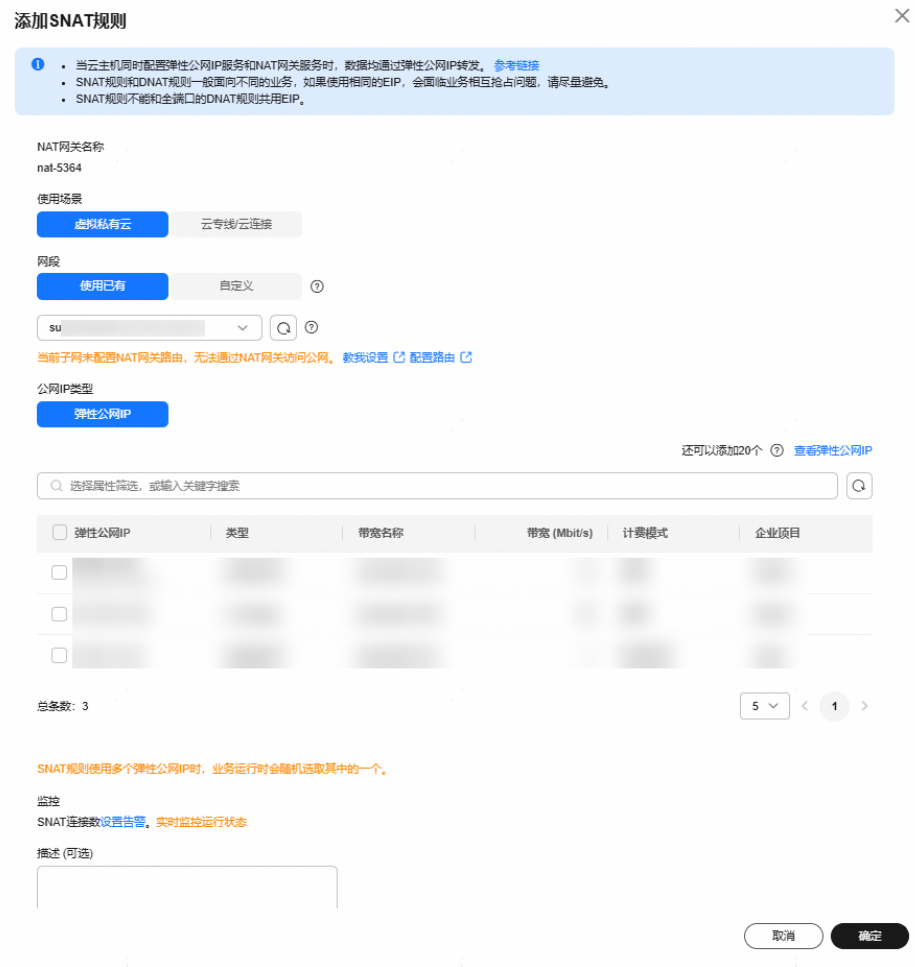 添加SNAT规则
当云主机同时配置弹性公网IP服务和NAT网关服务时，数据均通过弹性公网IP转发。 参考链接
SNAT规则和DNAT规则一般面向不同的业务，如果使用相同的EIP，会面临业务相互抢占问题，请尽量避免。
SNAT规则不能和全端口的DNAT规则共用EIP。
NAT网关名称
nat-5364
使用场景
虚拟私有云 云专线/云连接
网段
使用已有 自定义
su
当前子网未配置NAT网关路由，无法通过NAT网关访问公网。 教我设置 配置路由
公网IP类型
弹性公网IP
还可以添加20个 查看弹性公网IP
选择属性筛选，或输入关键字搜索
弹性公网IP 类型 带宽名称 带宽 (Mbit/s) 计费模式 企业项目
总条数：3 5 1
SNAT规则使用多个弹性公网IP时，业务运行时会随机选取其中的一个。
监控
SNAT连接数设置告警。实时监控运行状态
描述 (可选)
取消 确定